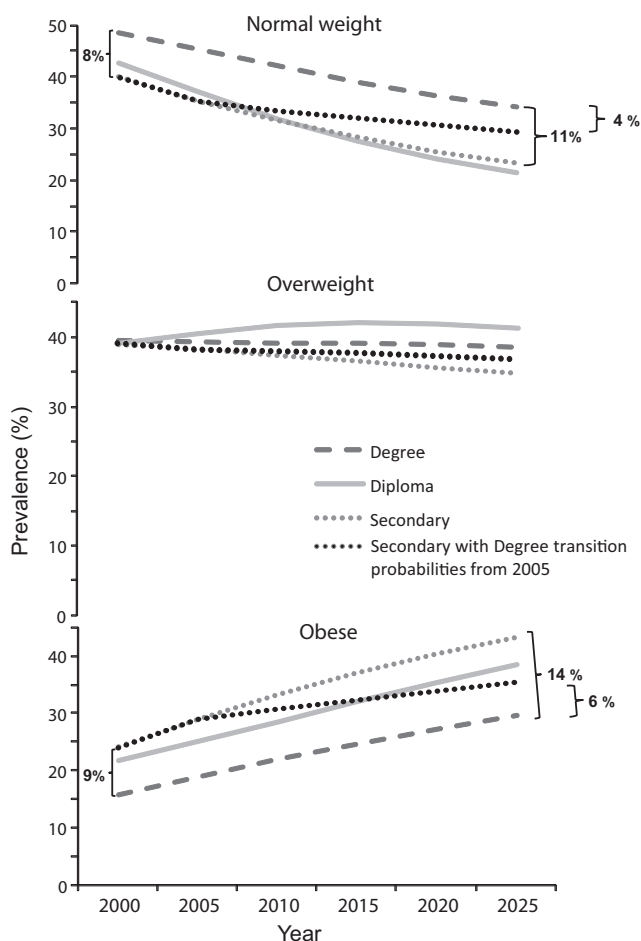 Normal weight
50
40
30
20
10
0
8%
11%
4 %
Overweight
40
30
20
10
0
Prevalence (%)
Degree
Diploma
Secondary
Secondary with Degree transition
probabilities from 2005
Obese
40
30
20
10
0
9%
14 %
6 %
2000 2005 2010 2015 2020 2025
Year